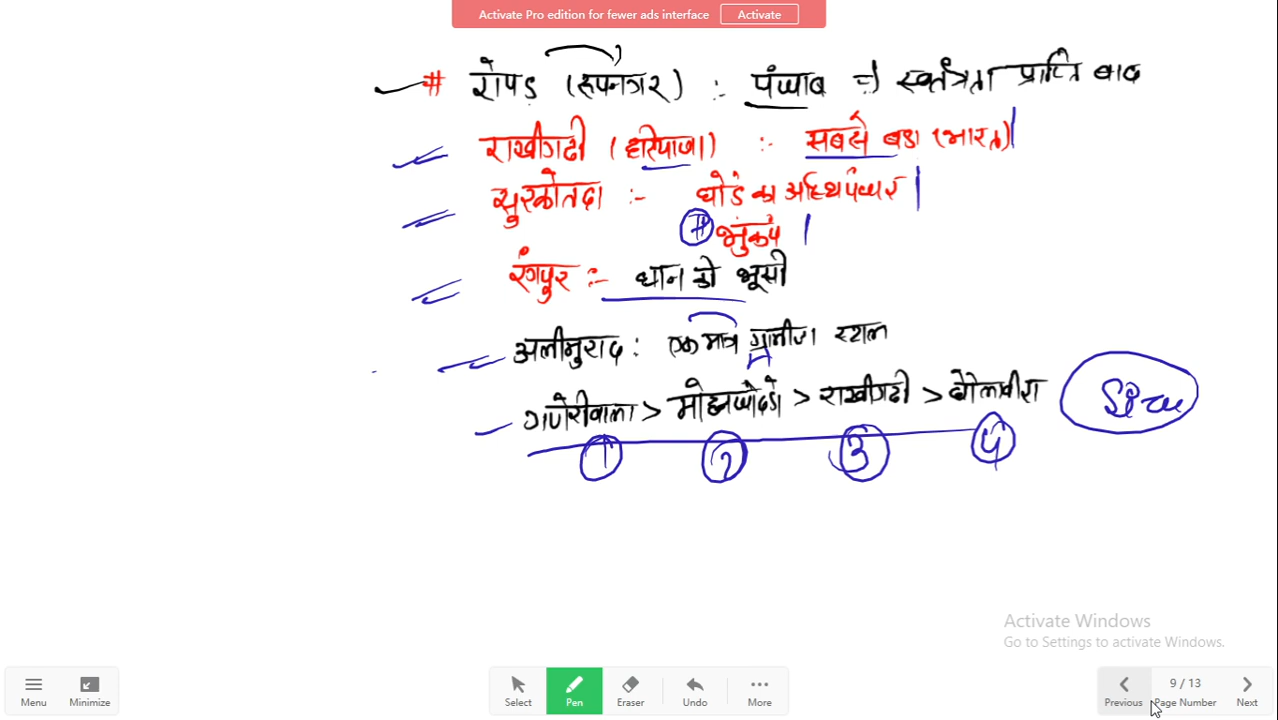 Activate Pro edition for fewer ads interface Activate
# रोपड (रूपनगर) :- पंजाब => स्वतंत्रता प्राप्ति बाद
राखीगढी (हरियाणा) :- सबसे बडा (भारत)
सुरकोतदा :- घोडे का अस्थिपंजर
# भुकंप
रंगपुर :- धान की भूसी
अलीमुराद : एक मात्र ग्रामीण स्थल
गणेरीवाला > मोहनजोदडो > राखीगढी > धौलावीरा Size
1 2 3 4
Activate Windows
Go to Settings to activate Windows.
Menu Minimize Select Pen Eraser Undo More Previous 9 / 13 Page Number Next